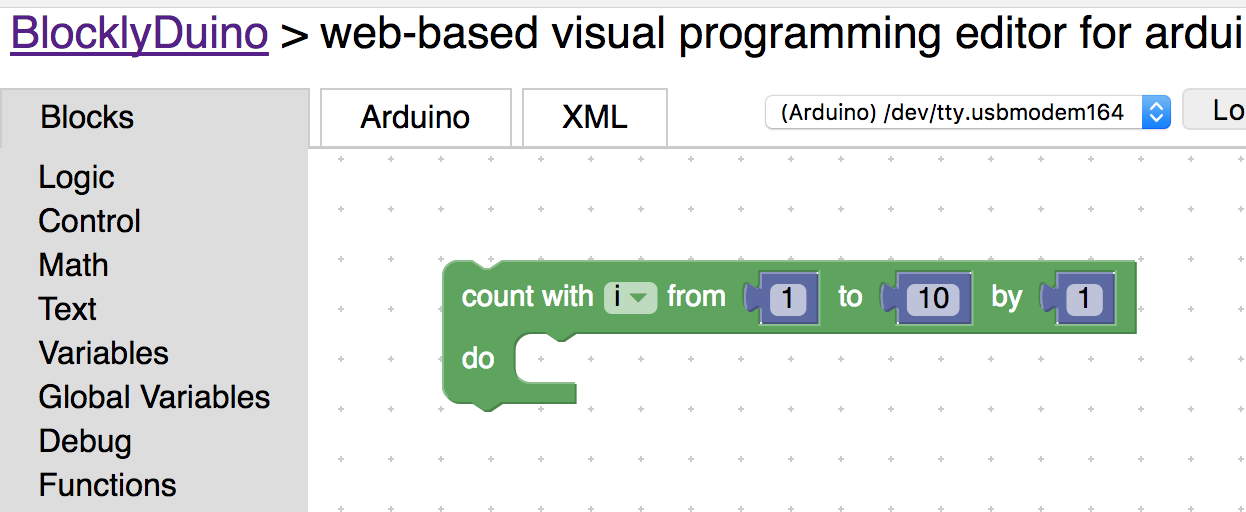 BlocklyDuino > web-based visual programming editor for ardui
Blocks
Arduino
XML
(Arduino) /dev/tty.usbmodem164
Lo
Logic
Control
Math
Text
Variables
Global Variables
Debug
Functions
count with i from 1 to 10 by 1
do